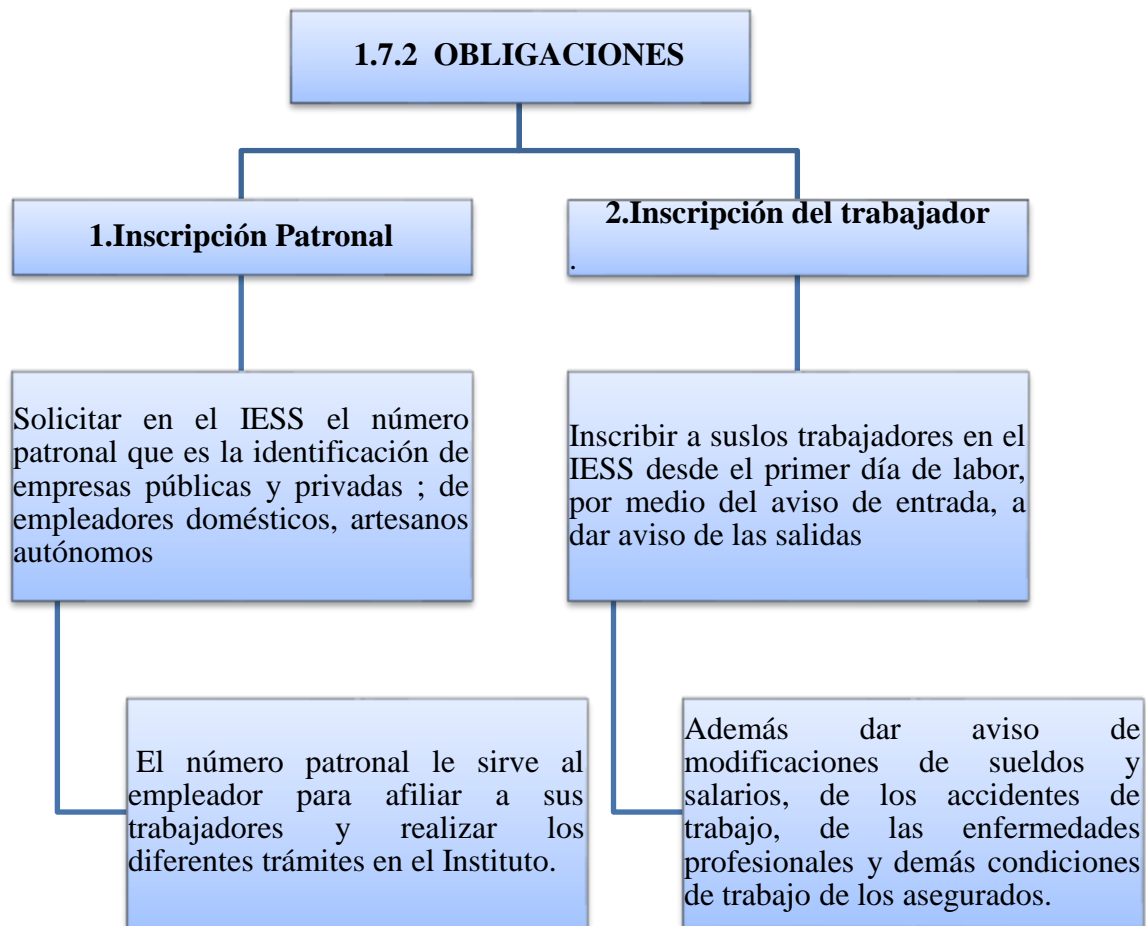 1.7.2 OBLIGACIONES
1.Inscripción Patronal
2.Inscripción del trabajador
.
Solicitar en el IESS el número
patronal que es la identificación de
empresas públicas y privadas ; de
empleadores domésticos, artesanos
autónomos
Inscribir a suslos trabajadores en el
IESS desde el primer día de labor,
por medio del aviso de entrada, a
dar aviso de las salidas
El número patronal le sirve al
empleador para afiliar a sus
trabajadores y realizar los
diferentes trámites en el Instituto.
Además dar aviso de
modificaciones de sueldos y
salarios, de los accidentes de
trabajo, de las enfermedades
profesionales y demás condiciones
de trabajo de los asegurados.